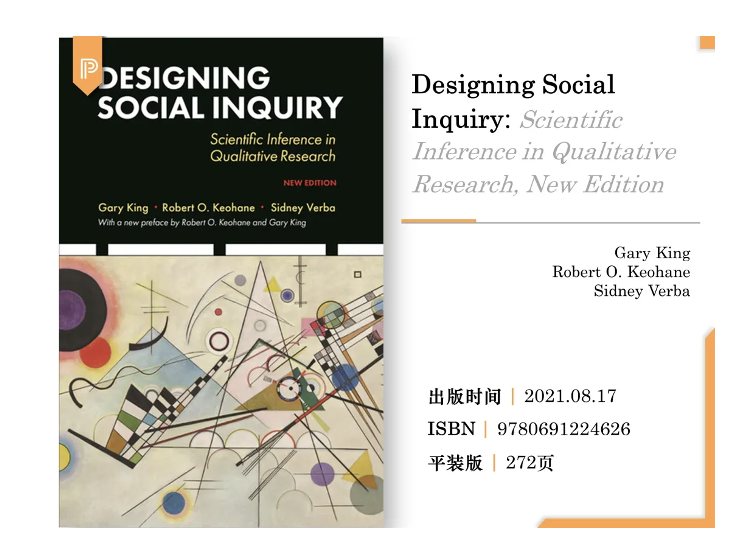 DESIGNING
SOCIAL INQUIRY
Scientific Inference in
Qualitative Research
NEW EDITION
Gary King • Robert O. Keohane • Sidney Verba
With a new preface by Robert O. Keohane and Gary King
Designing Social
Inquiry: Scientific
Inference in Qualitative
Research, New Edition
Gary King
Robert O. Keohane
Sidney Verba
出版时间 | 2021.08.17
ISBN | 9780691224626
平装版 | 272页